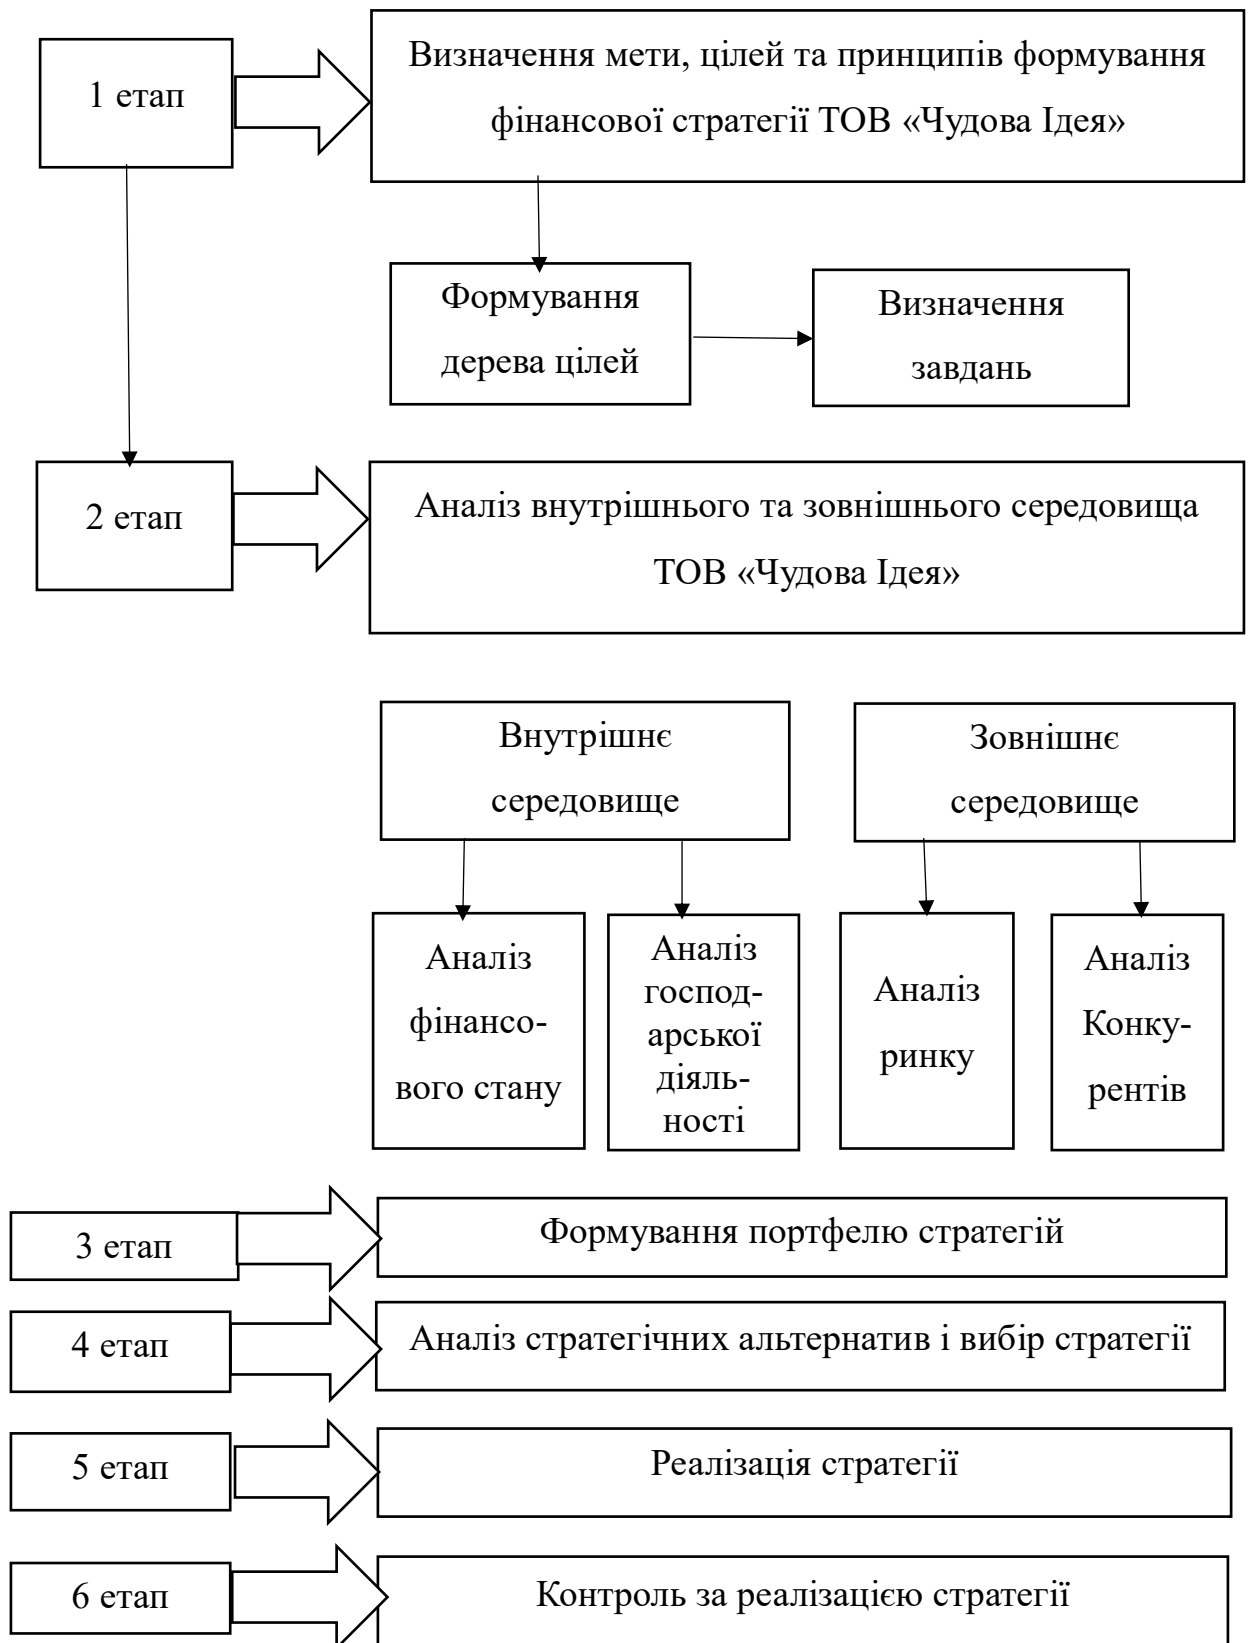 1 етап
Визначення мети, цілей та принципів формування
фінансової стратегії ТОВ «Чудова Ідея»
Формування
дерева цілей
Визначення
завдань
2 етап
Аналіз внутрішнього та зовнішнього середовища
ТОВ «Чудова Ідея»
Внутрішнє
середовище
Зовнішнє
середовище
Аналіз
фінансо-
вого стану
Аналіз
господ-
арської
діяль-
ності
Аналіз
ринку
Аналіз
Конку-
рентів
3 етап
Формування портфелю стратегій
4 етап
Аналіз стратегічних альтернатив і вибір стратегії
5 етап
Реалізація стратегії
6 етап
Контроль за реалізацією стратегії